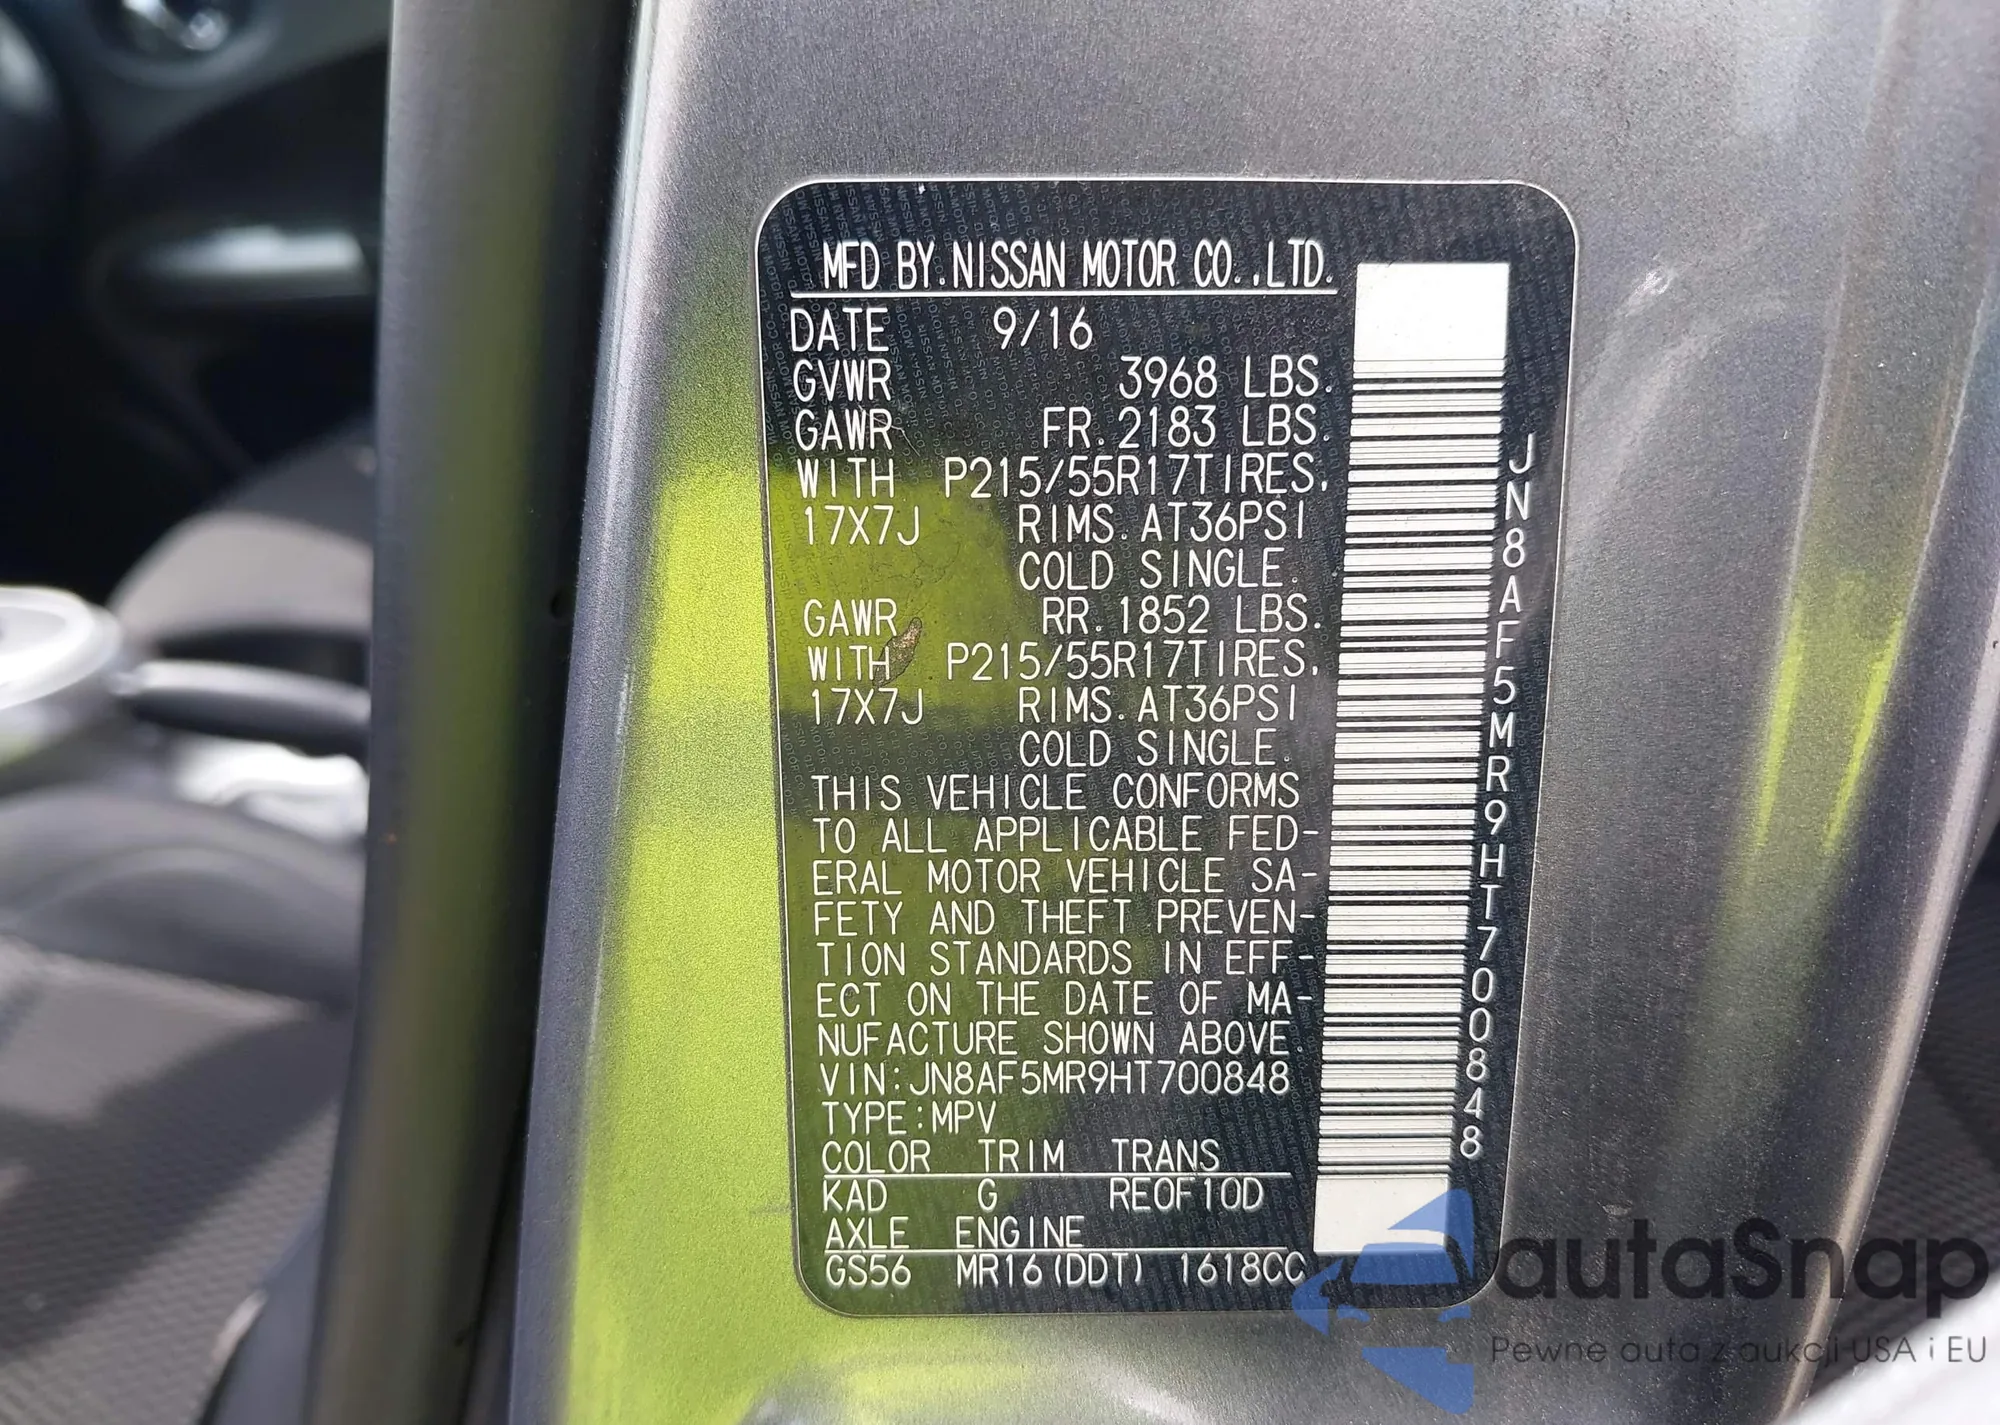 MFD BY.NISSAN MOTOR CO.,LTD.
DATE 9/16
GVWR 3968 LBS.
GAWR FR.2183 LBS.
WITH P215/55R17TIRES.
17X7J RIMS.AT36PSI
COLD SINGLE.
GAWR RR.1852 LBS.
WITH P215/55R17TIRES.
17X7J RIMS.AT36PSI
COLD SINGLE.
THIS VEHICLE CONFORMS
TO ALL APPLICABLE FED-
ERAL MOTOR VEHICLE SA-
FETY AND THEFT PREVEN-
TION STANDARDS IN EFF-
ECT ON THE DATE OF MA-
NUFACTURE SHOWN ABOVE.
VIN:JN8AF5MR9HT700848
TYPE:MPV
COLOR TRIM TRANS
KAD G RE0F10D
AXLE ENGINE
GS56 MR16(DDT) 1618CC
JN8AF5MR9HT700848
autaSnap
Pewne auta z aukcji USA i EU